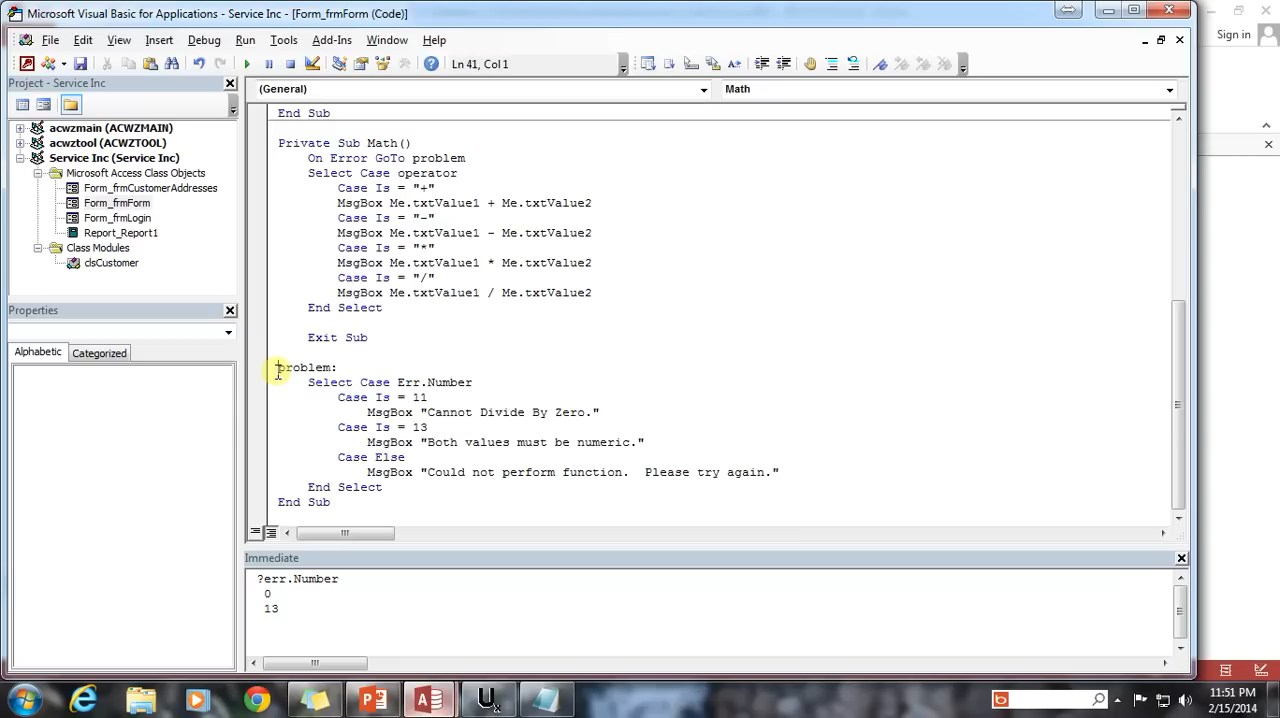 Microsoft Visual Basic for Applications - Service Inc - [Form_frmForm (Code)]
Sign in
File Edit View Insert Debug Run Tools Add-Ins Window Help
Ln 41, Col 1
Project - Service Inc
(General) Math
acwzmain (ACWZMAIN)
acwztool (ACWZTOOL)
Service Inc (Service Inc)
Microsoft Access Class Objects
Form_frmCustomerAddresses
Form_frmForm
Form_frmLogin
Report_Report1
Class Modules
clsCustomer
Properties
Alphabetic Categorized
End Sub
Private Sub Math()
On Error GoTo problem
Select Case operator
Case Is = "+"
MsgBox Me.txtValue1 + Me.txtValue2
Case Is = "-"
MsgBox Me.txtValue1 - Me.txtValue2
Case Is = "*"
MsgBox Me.txtValue1 * Me.txtValue2
Case Is = "/"
MsgBox Me.txtValue1 / Me.txtValue2
End Select
Exit Sub
problem:
Select Case Err.Number
Case Is = 11
MsgBox "Cannot Divide By Zero."
Case Is = 13
MsgBox "Both values must be numeric."
Case Else
MsgBox "Could not perform function.  Please try again."
End Select
End Sub
Immediate
?err.Number
0
13
11:51 PM
2/15/2014